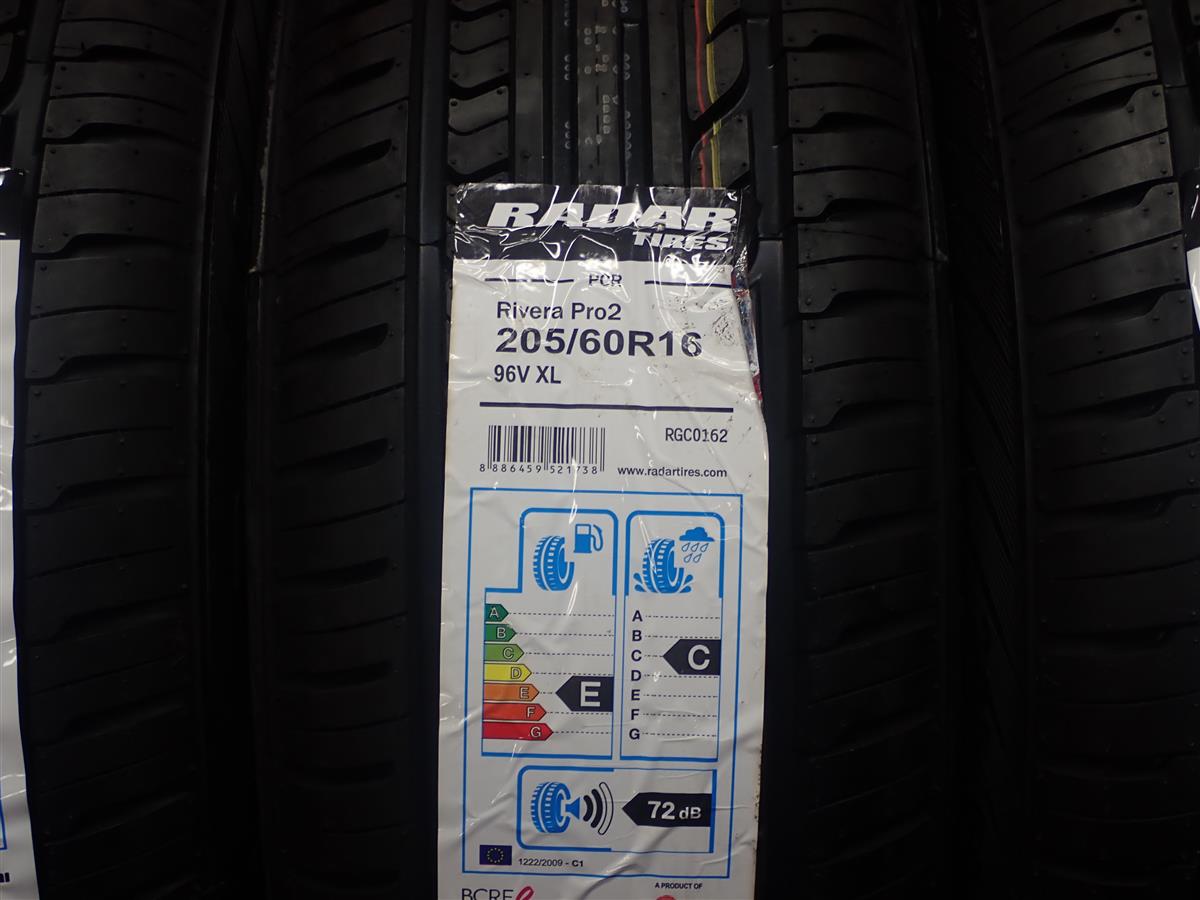 RADAR
TIRES
PCR
Rivera Pro2
205/60R16
96V XL
RGC0162
8 886459 521738
www.radartires.com
A
B
C
D
E
F
G
E
A
B
C
D
E
F
G
C
72 dB
1222/2009 - C1
BCRF
A PRODUCT OF